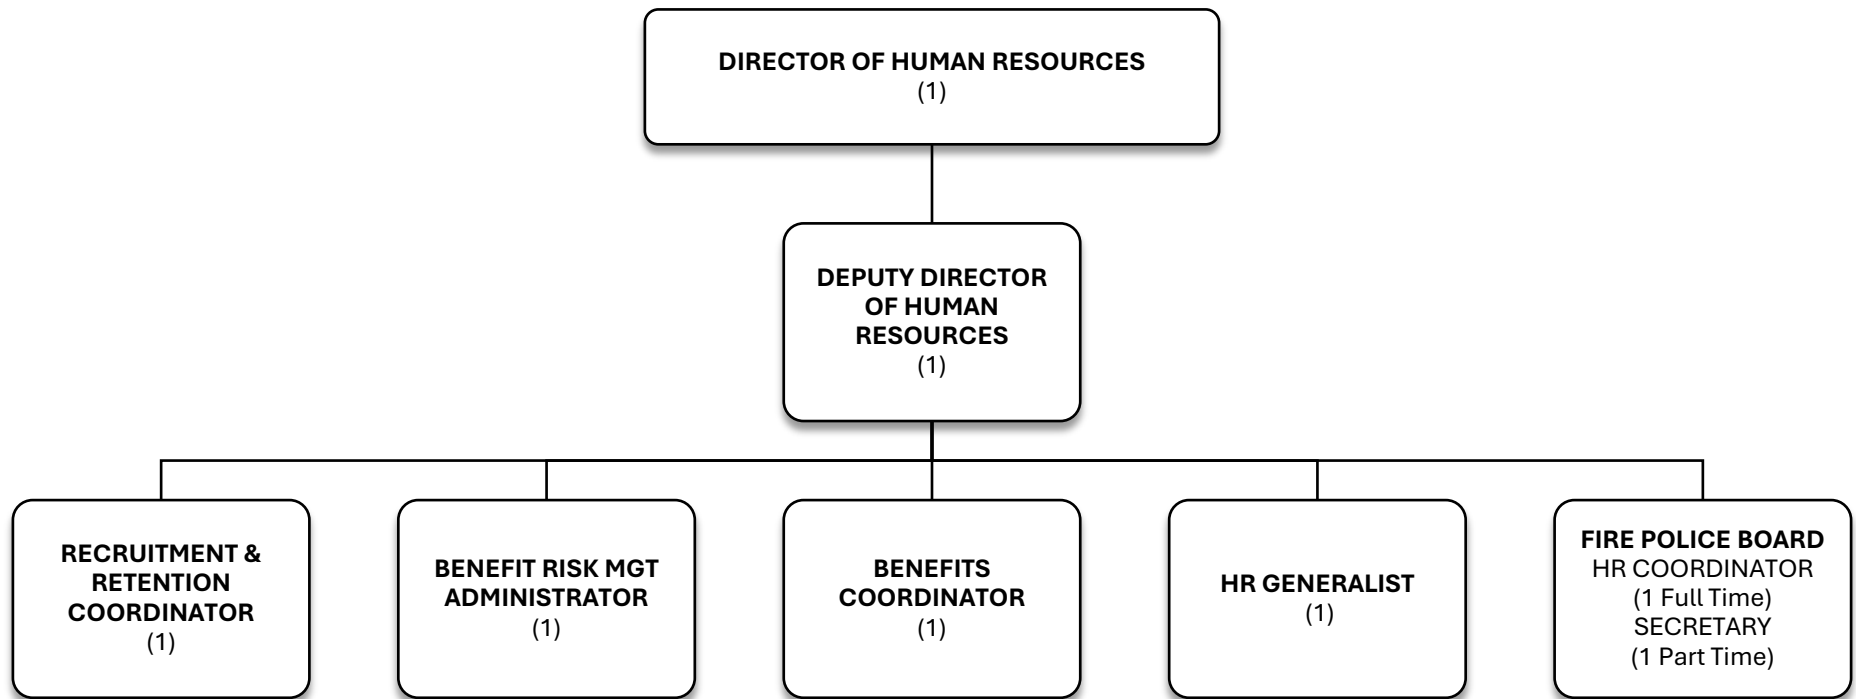 DIRECTOR OF HUMAN RESOURCES
(1)
DEPUTY DIRECTOR
OF HUMAN
RESOURCES
(1)
RECRUITMENT &
RETENTION
COORDINATOR
(1)
BENEFIT RISK MGT
ADMINISTRATOR
(1)
BENEFITS
COORDINATOR
(1)
HR GENERALIST
(1)
FIRE POLICE BOARD
HR COORDINATOR
(1 Full Time)
SECRETARY
(1 Part Time)